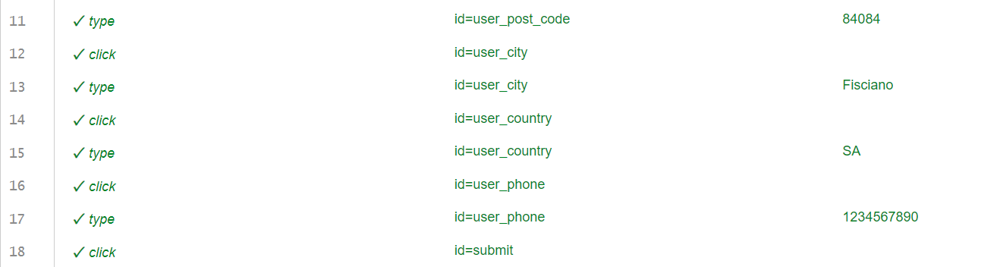 11 ✓ type id=user_post_code 84084
12 ✓ click id=user_city
13 ✓ type id=user_city Fisciano
14 ✓ click id=user_country
15 ✓ type id=user_country SA
16 ✓ click id=user_phone
17 ✓ type id=user_phone 1234567890
18 ✓ click id=submit